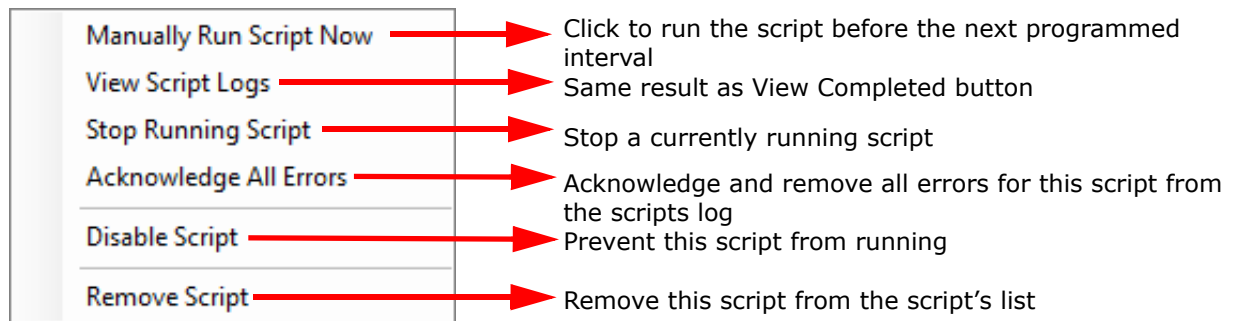 Manually Run Script Now
Click to run the script before the next programmed
interval
View Script Logs
Same result as View Completed button
Stop Running Script
Stop a currently running script
Acknowledge All Errors
Acknowledge and remove all errors for this script from
the scripts log
Disable Script
Prevent this script from running
Remove Script
Remove this script from the script’s list